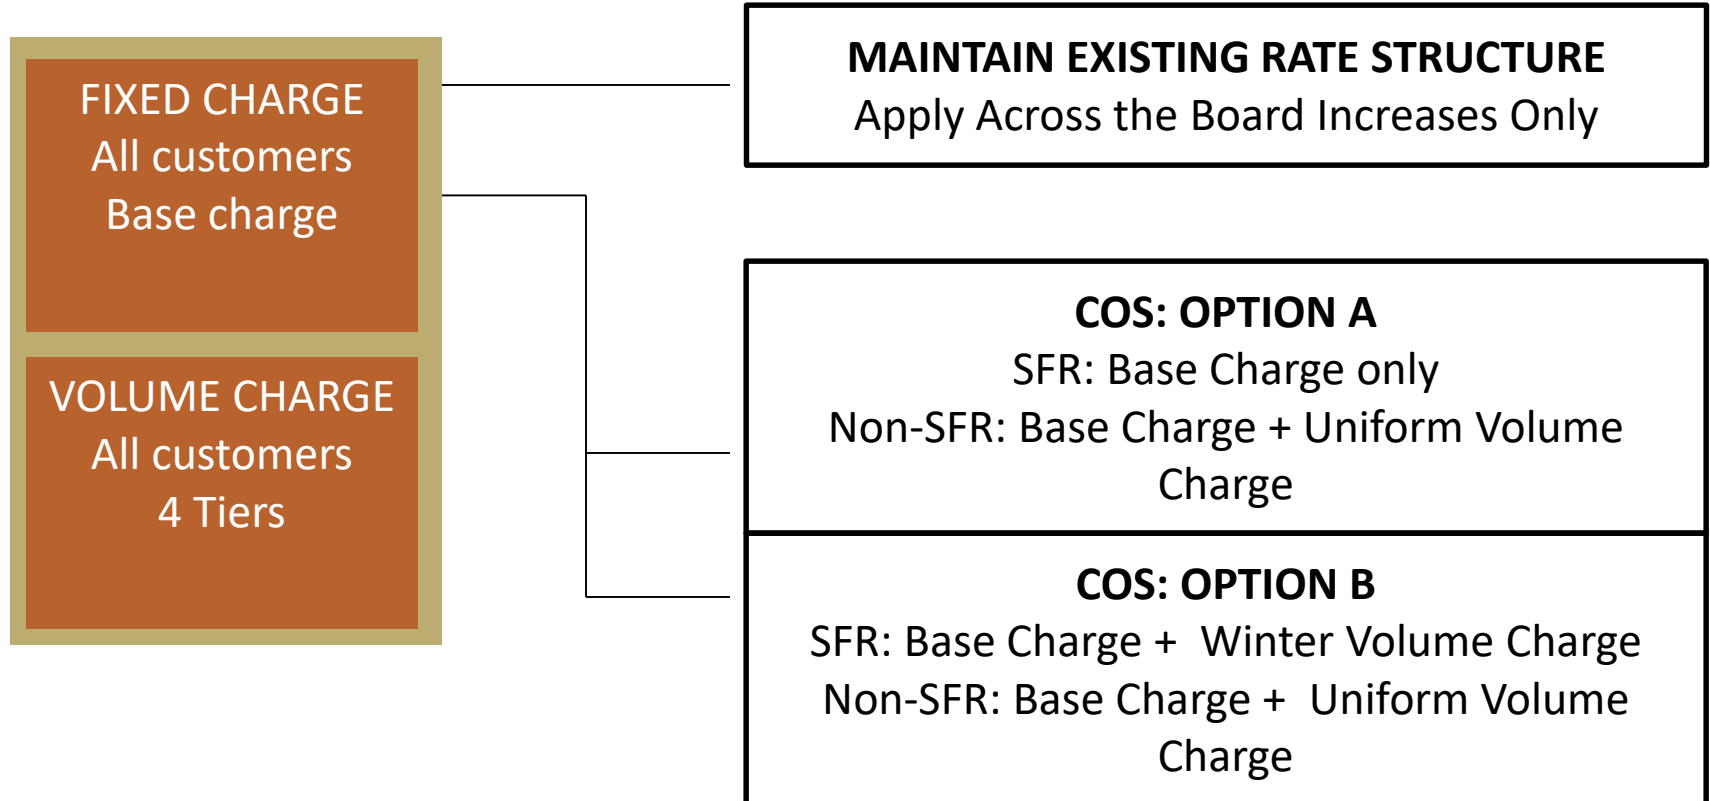 FIXED CHARGE
All customers
Base charge
VOLUME CHARGE
All customers
4 Tiers
MAINTAIN EXISTING RATE STRUCTURE
Apply Across the Board Increases Only
COS: OPTION A
SFR: Base Charge only
Non-SFR: Base Charge + Uniform Volume
Charge
COS: OPTION B
SFR: Base Charge +  Winter Volume Charge
Non-SFR: Base Charge +  Uniform Volume
Charge